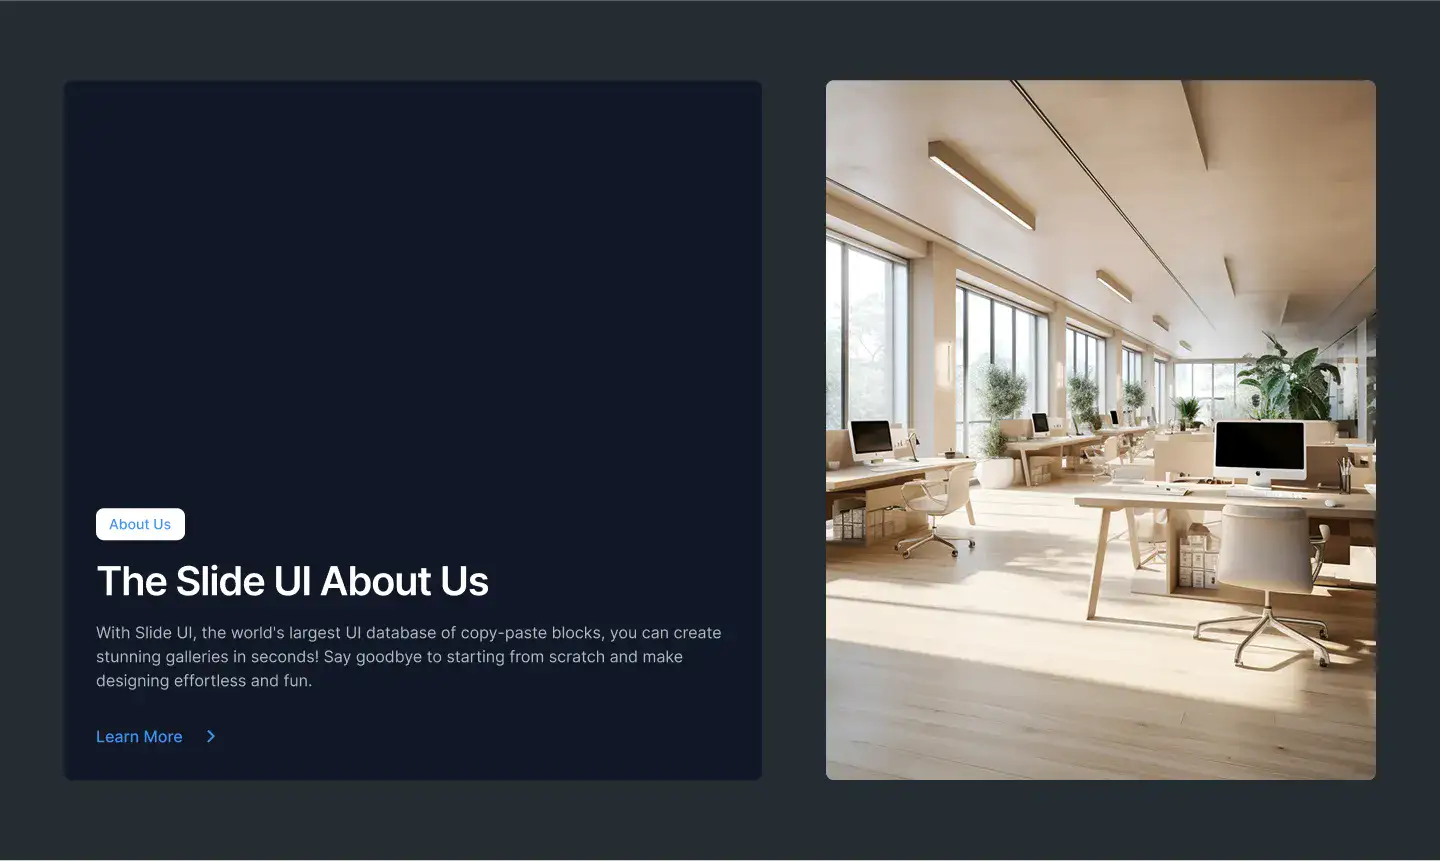 About Us
The Slide UI About Us
With Slide UI, the world's largest UI database of copy-paste blocks, you can create
stunning galleries in seconds! Say goodbye to starting from scratch and make
designing effortless and fun.
Learn More